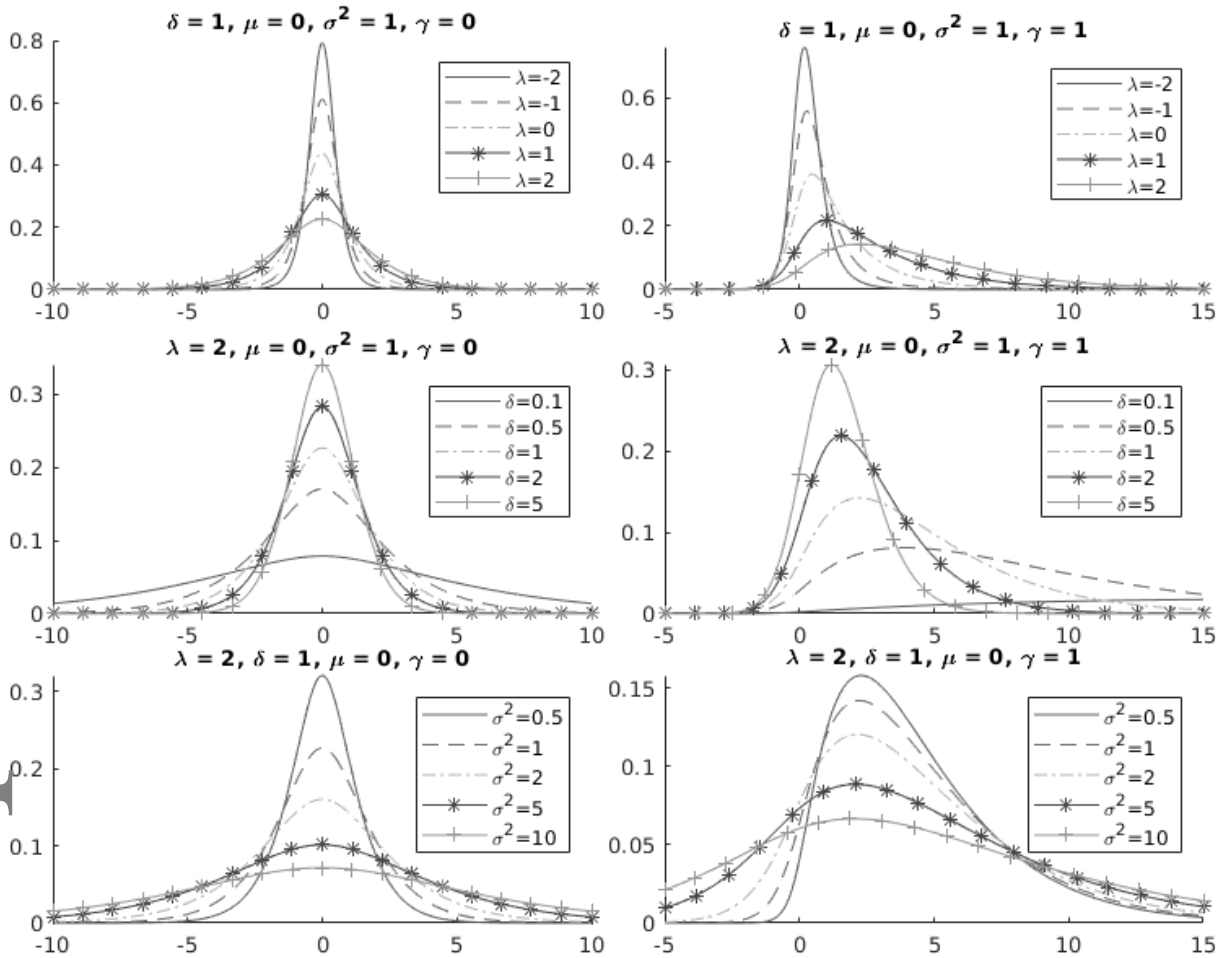 δ = 1, μ = 0, σ² = 1, γ = 0
0.8
0.6
0.4
0.2
0
-10
-5
0
5
10
λ=-2
λ=-1
λ=0
λ=1
λ=2
δ = 1, μ = 0, σ² = 1, γ = 1
0.6
0.4
0.2
0
-5
0
5
10
15
λ=-2
λ=-1
λ=0
λ=1
λ=2
λ = 2, μ = 0, σ² = 1, γ = 0
0.3
0.2
0.1
0
-10
-5
0
5
10
δ=0.1
δ=0.5
δ=1
δ=2
δ=5
λ = 2, μ = 0, σ² = 1, γ = 1
0.3
0.2
0.1
0
-5
0
5
10
15
δ=0.1
δ=0.5
δ=1
δ=2
δ=5
λ = 2, δ = 1, μ = 0, γ = 0
0.3
0.2
0.1
0
-10
-5
0
5
10
σ²=0.5
σ²=1
σ²=2
σ²=5
σ²=10
λ = 2, δ = 1, μ = 0, γ = 1
0.15
0.1
0.05
0
-5
0
5
10
15
σ²=0.5
σ²=1
σ²=2
σ²=5
σ²=10